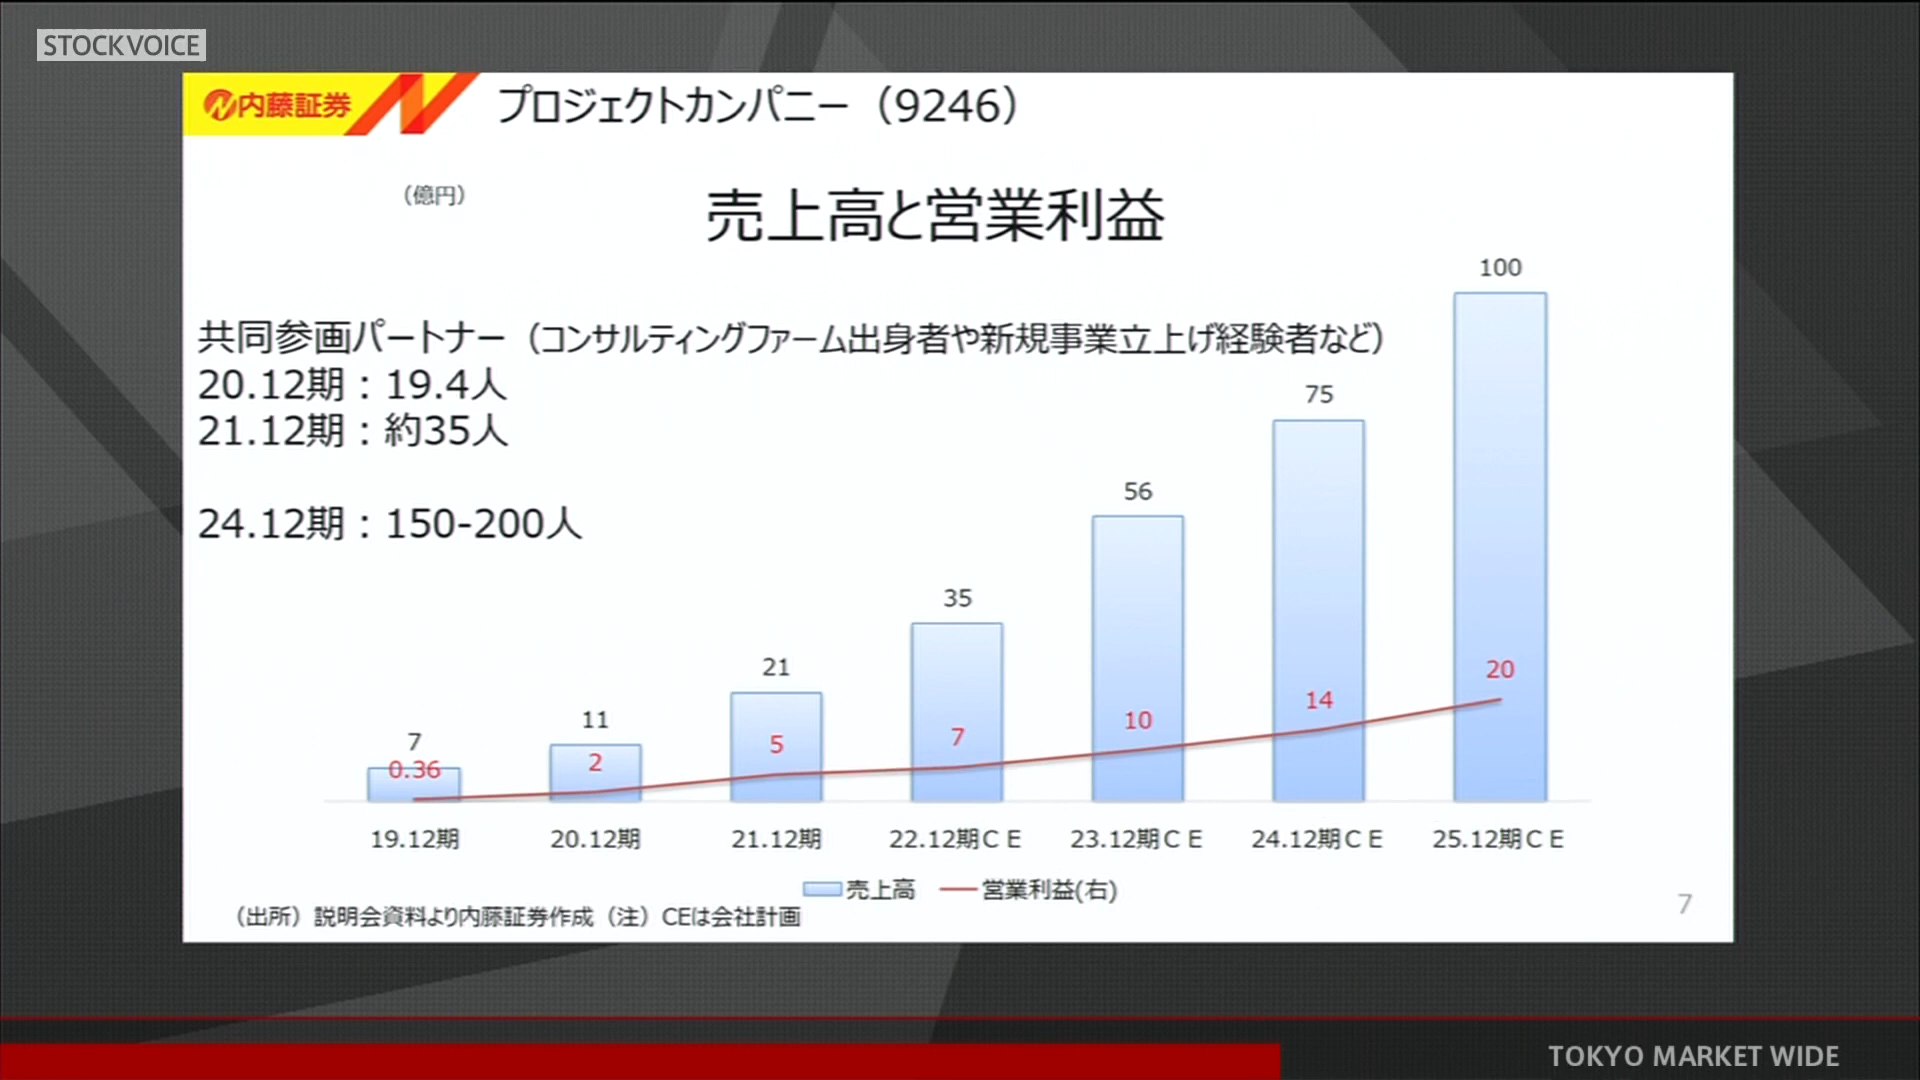 STOCKVOICE
内藤証券
プロジェクトカンパニー（9246）
（億円）
売上高と営業利益
共同参画パートナー（コンサルティングファーム出身者や新規事業立上げ経験者など）
20.12期：19.4人
21.12期：約35人
24.12期：150-200人
7
11
21
35
56
75
100
0.36
2
5
7
10
14
20
19.12期
20.12期
21.12期
22.12期ＣＥ
23.12期ＣＥ
24.12期ＣＥ
25.12期ＣＥ
売上高
営業利益(右)
（出所）説明会資料より内藤証券作成（注）CEは会社計画
7
TOKYO MARKET WIDE